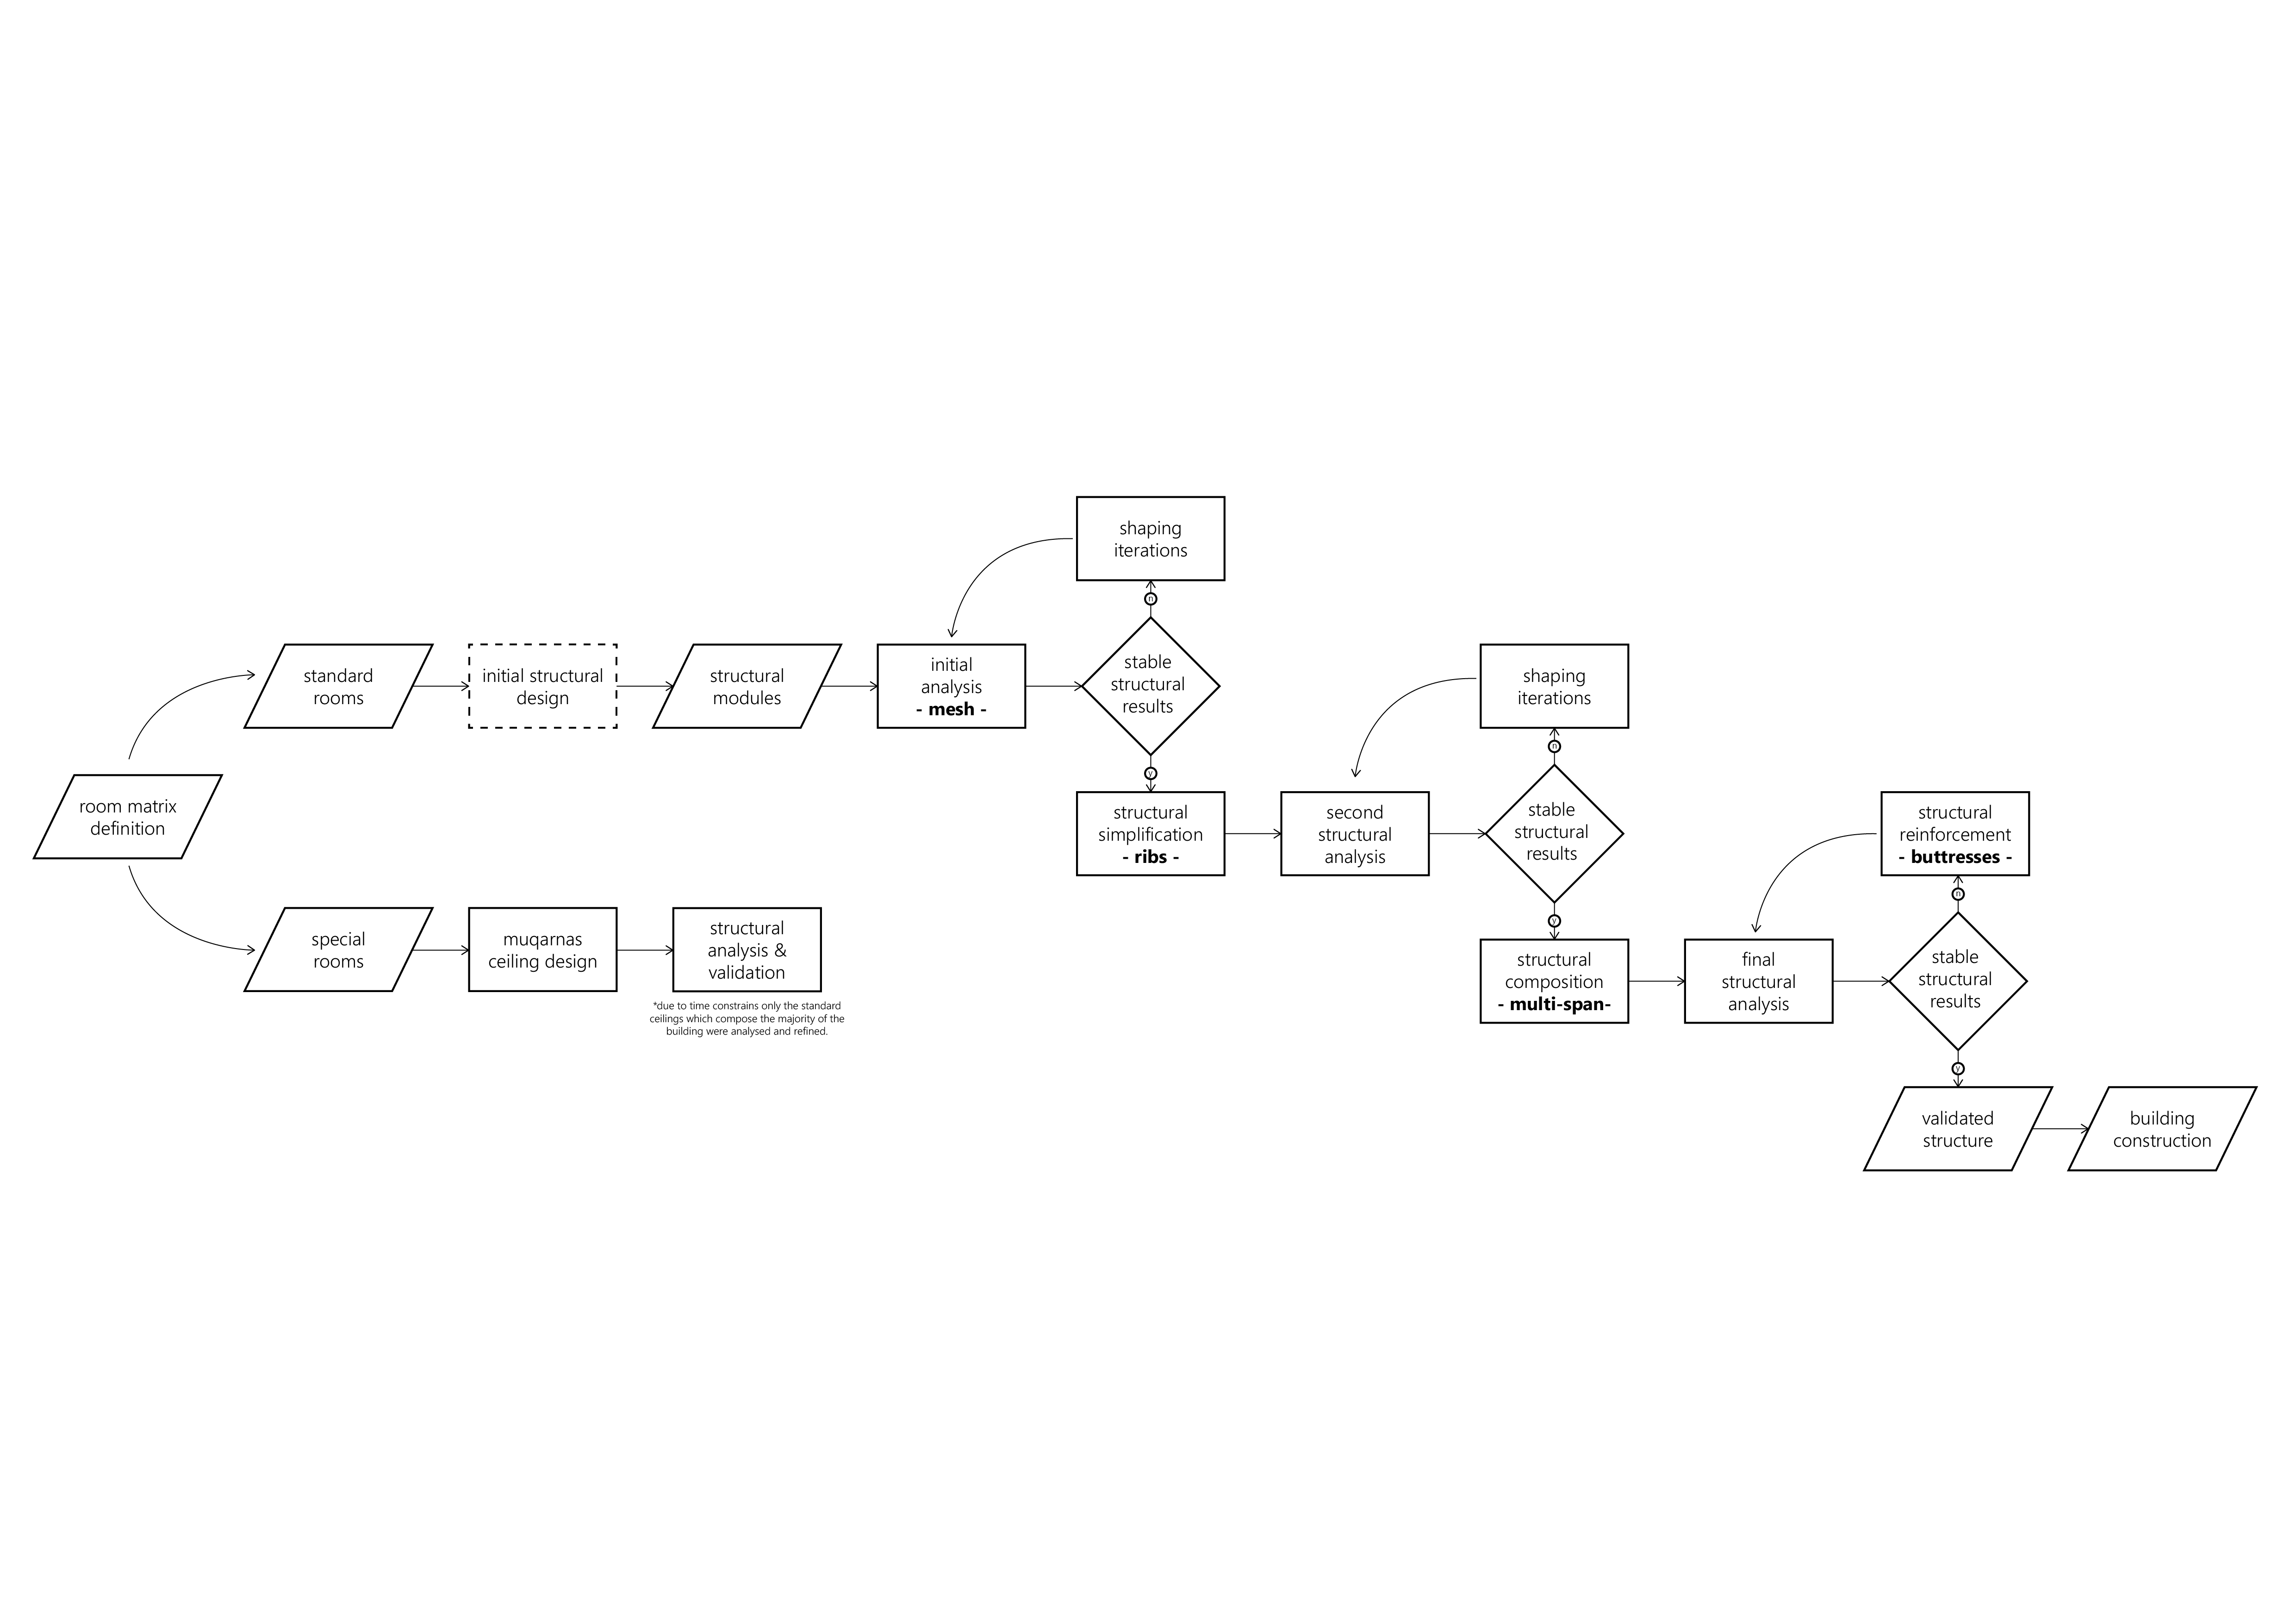 room matrix
definition
standard
rooms
initial structural
design
structural
modules
initial
analysis
- mesh -
stable
structural
results
n
shaping
iterations
y
structural
simplification
- ribs -
second
structural
analysis
stable
structural
results
n
shaping
iterations
y
structural
composition
- multi-span-
final
structural
analysis
stable
structural
results
n
structural
reinforcement
- buttresses -
y
validated
structure
building
construction
special
rooms
muqarnas
ceiling design
structural
analysis &
validation
*due to time constrains only the standard
ceilings which compose the majority of the
building were analysed and refined.